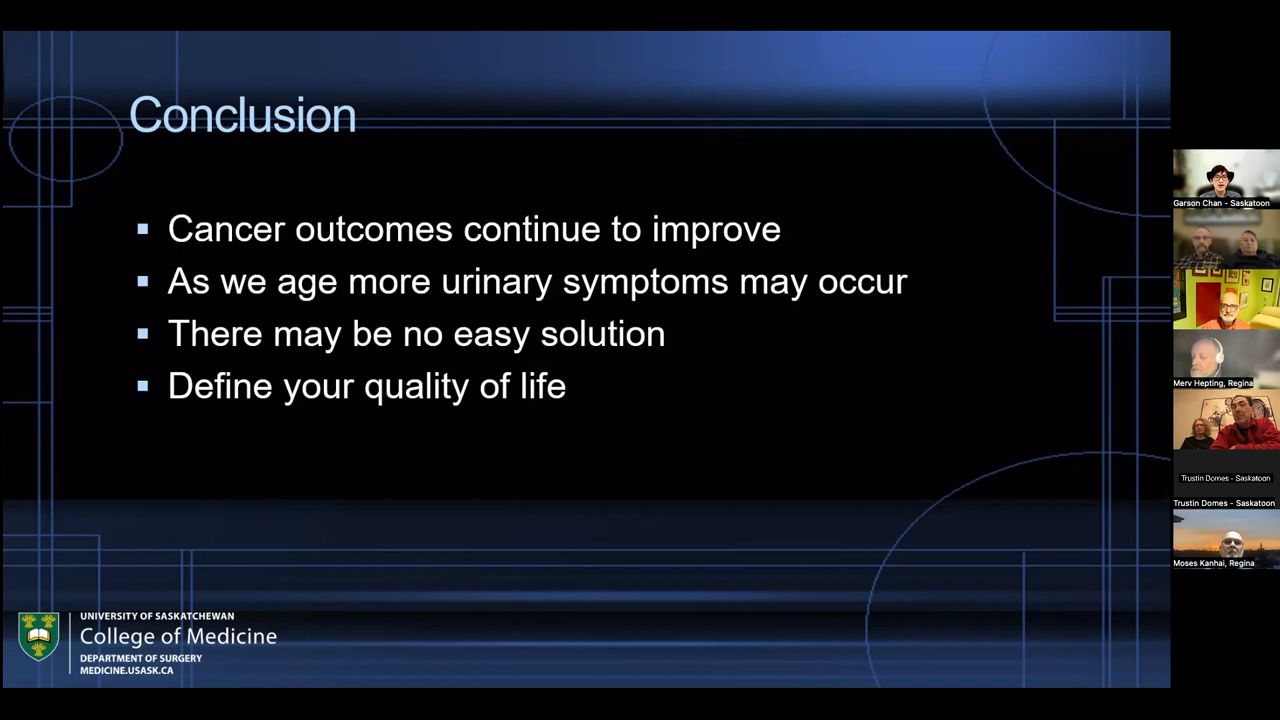 Conclusion
▪ Cancer outcomes continue to improve
▪ As we age more urinary symptoms may occur
▪ There may be no easy solution
▪ Define your quality of life
UNIVERSITY OF SASKATCHEWAN
College of Medicine
DEPARTMENT OF SURGERY
MEDICINE.USASK.CA
Garson Chan - Saskatoon
Merv Hepting, Regina
Trustin Domes - Saskatoon
Trustin Domes - Saskatoon
Moses Kanhai, Regina